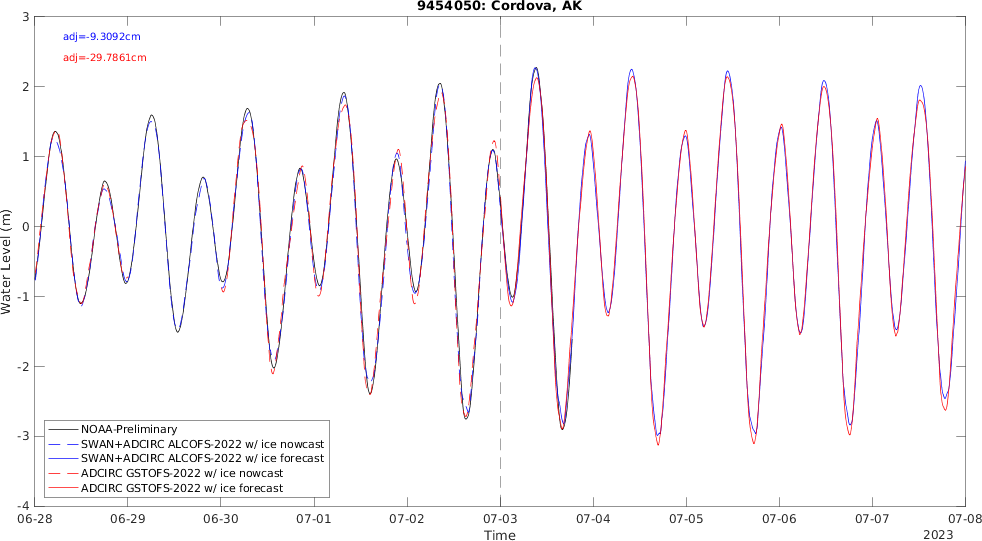 9454050: Cordova, AK
adj=-9.3092cm
adj=-29.7861cm
3
2
1
0
-1
-2
-3
-4
Water Level (m)
NOAA-Preliminary
SWAN+ADCIRC ALCOFS-2022 w/ ice nowcast
SWAN+ADCIRC ALCOFS-2022 w/ ice forecast
ADCIRC GSTOFS-2022 w/ ice nowcast
ADCIRC GSTOFS-2022 w/ ice forecast
06-28 06-29 06-30 07-01 07-02 07-03 07-04 07-05 07-06 07-07 07-08
Time
2023